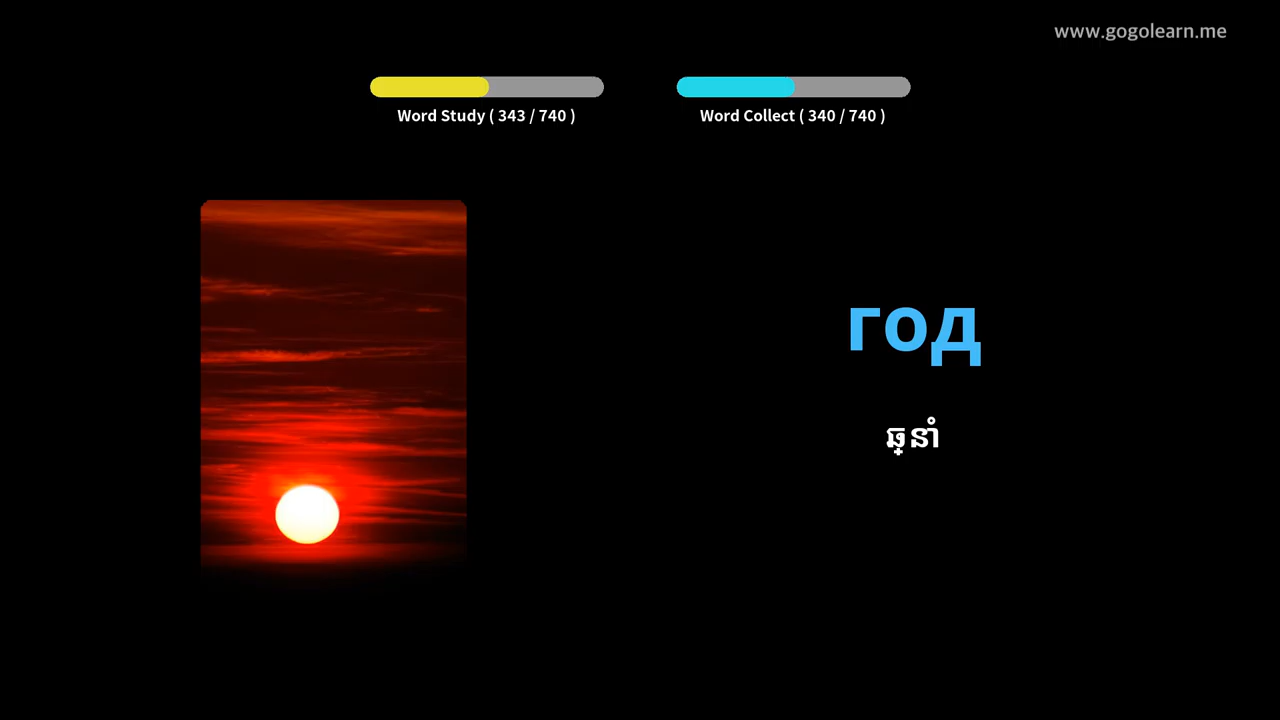 www.gogolearn.me
Word Study ( 343 / 740 )
Word Collect ( 340 / 740 )
год
ឆ្នាំ